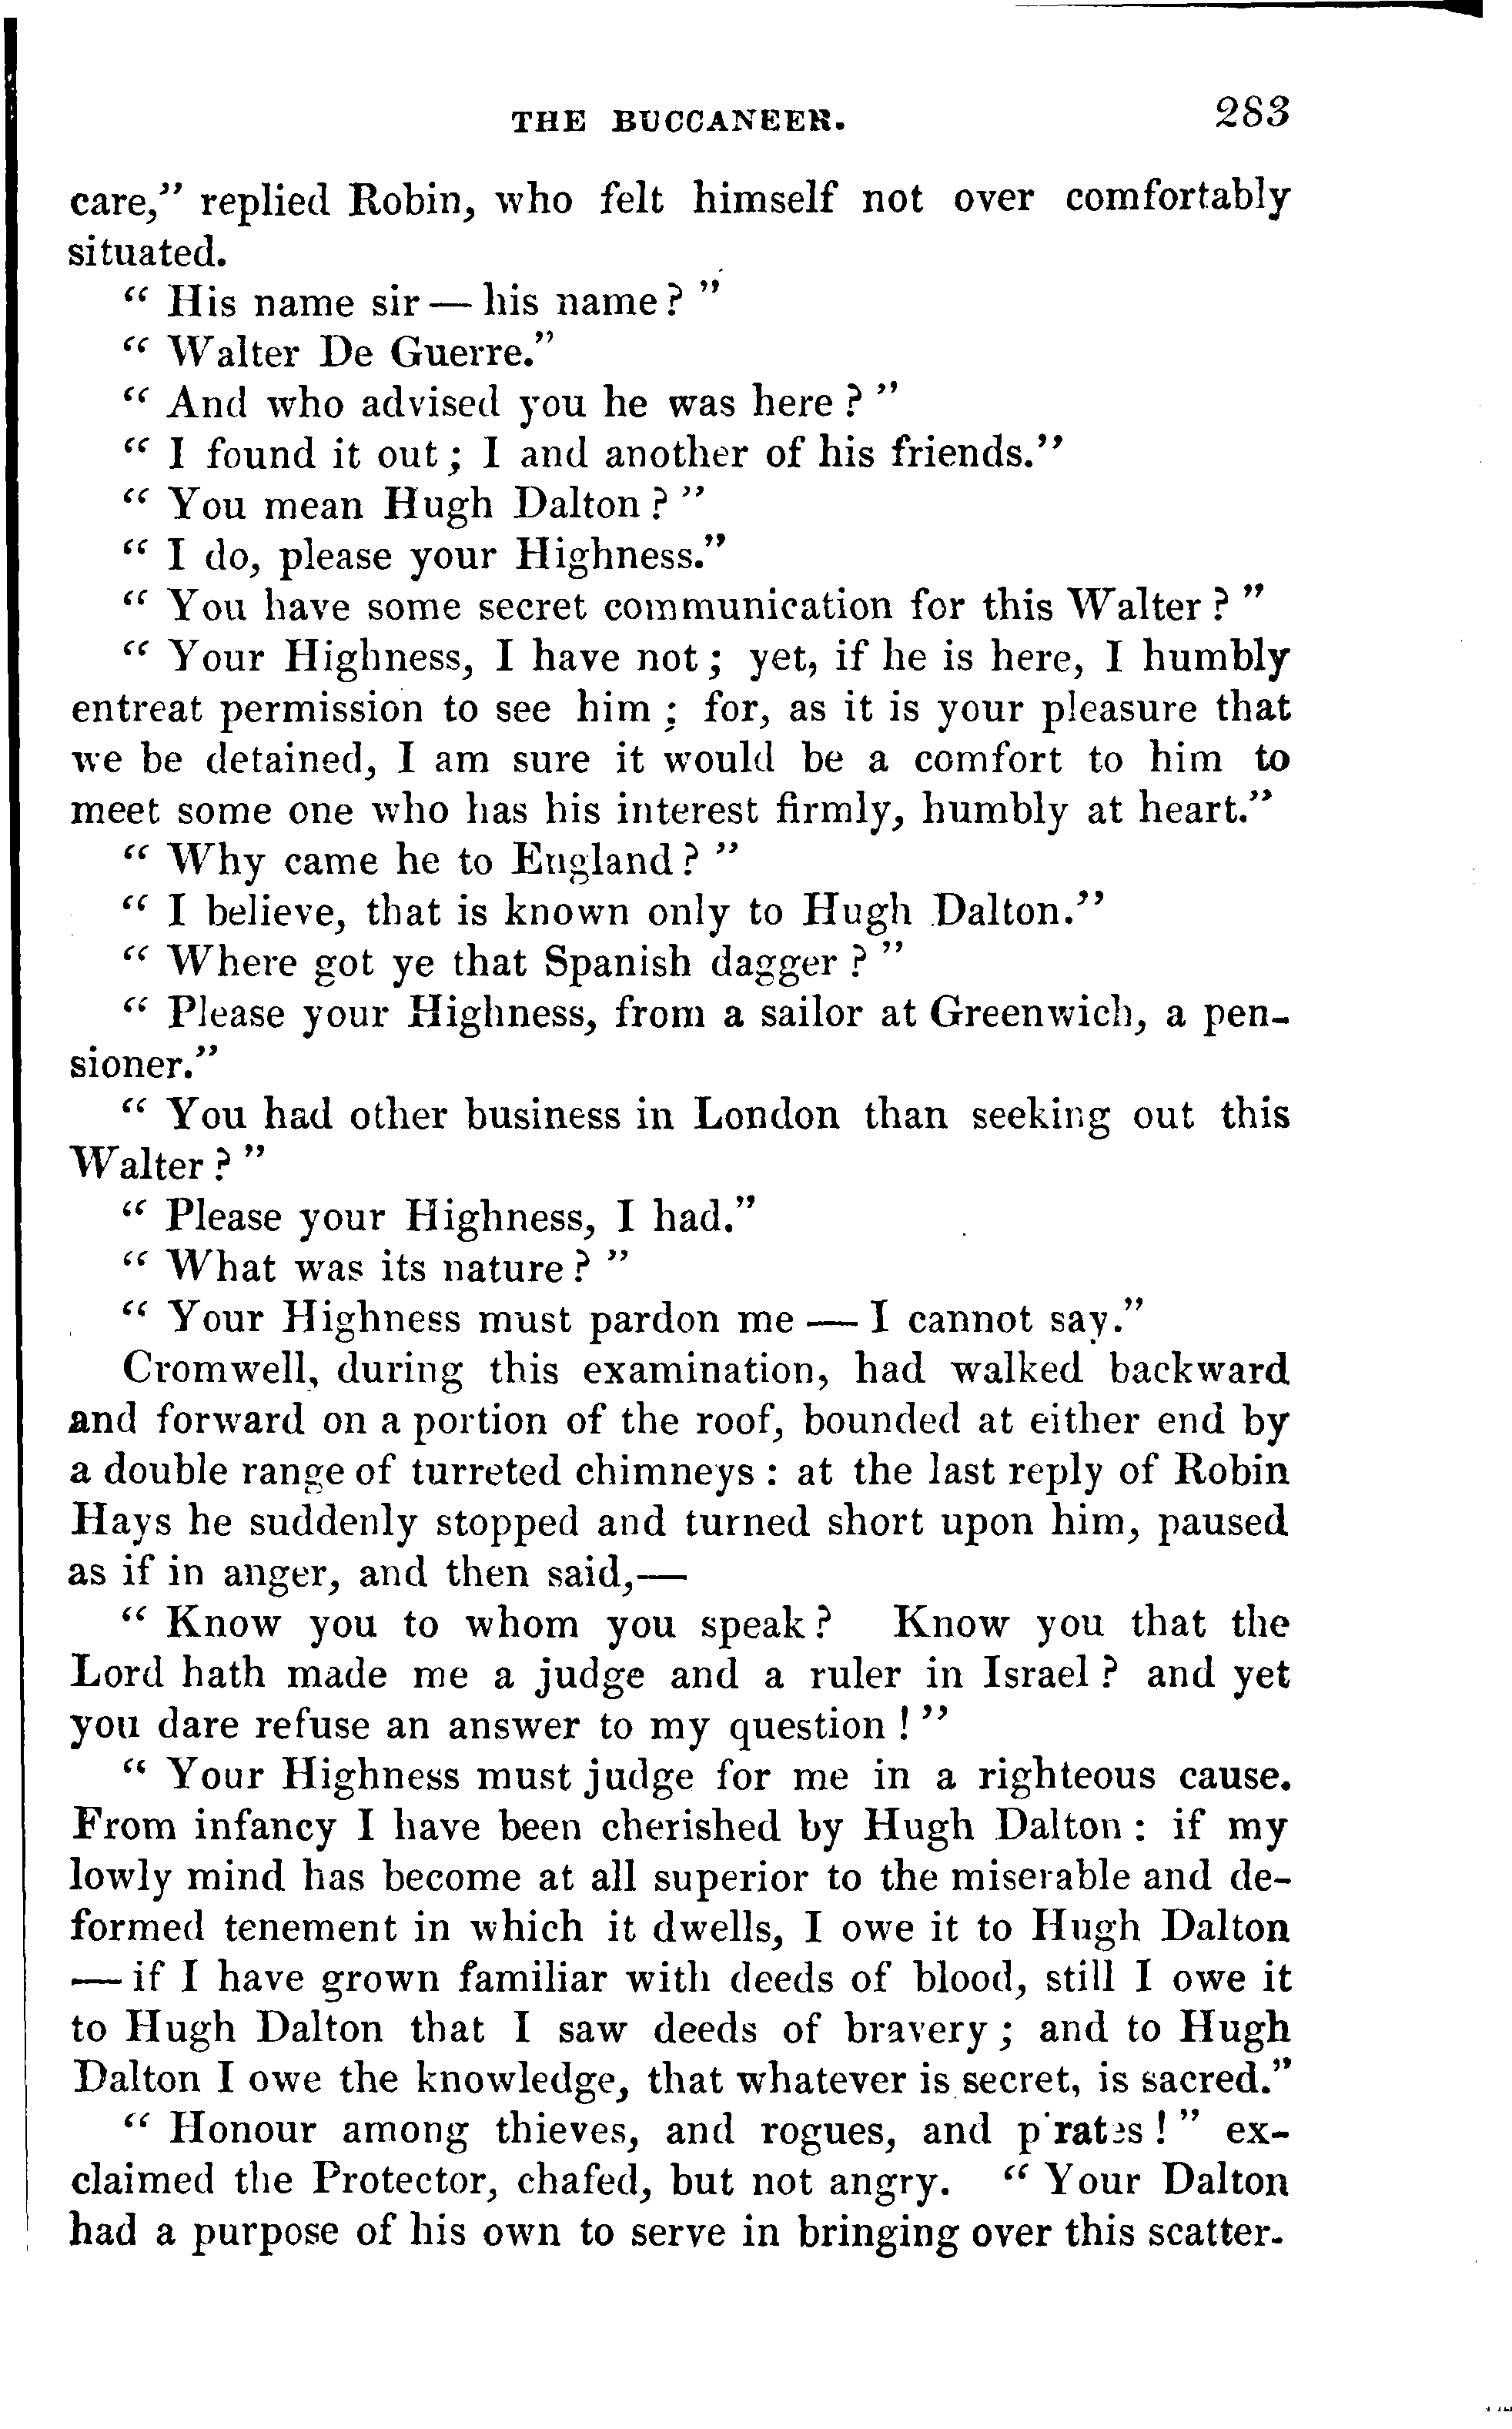 THE BUCCANEER. 283
care,” replied Robin, who felt himself not over comfortably
situated.
“ His name sir — his name ? ”
“ Walter De Guerre.”
“ And who advised you he was here ? ”
“ I found it out ; I and another of his friends.”
“ You mean Hugh Dalton ? ”
“ I do, please your Highness.”
“ You have some secret communication for this Walter ? ”
“ Your Highness, I have not ; yet, if he is here, I humbly
entreat permission to see him ; for, as it is your pleasure that
we be detained, I am sure it would be a comfort to him to
meet some one who has his interest firmly, humbly at heart.”
“ Why came he to England ? ”
“ I believe, that is known only to Hugh Dalton.”
“ Where got ye that Spanish dagger ? ”
“ Please your Highness, from a sailor at Greenwich, a pen-
sioner.”
“ You had other business in London than seeking out this
Walter ? ”
“ Please your Highness, I had.”
“ What was its nature ? ”
“ Your Highness must pardon me — I cannot say.”
Cromwell, during this examination, had walked backward
and forward on a portion of the roof, bounded at either end by
a double range of turreted chimneys : at the last reply of Robin
Hays he suddenly stopped and turned short upon him, paused
as if in anger, and then said,—
“ Know you to whom you speak ? Know you that the
Lord hath made me a judge and a ruler in Israel ? and yet
you dare refuse an answer to my question ! ”
“ Your Highness must judge for me in a righteous cause.
From infancy I have been cherished by Hugh Dalton : if my
lowly mind has become at all superior to the miserable and de-
formed tenement in which it dwells, I owe it to Hugh Dalton
— if I have grown familiar with deeds of blood, still I owe it
to Hugh Dalton that I saw deeds of bravery ; and to Hugh
Dalton I owe the knowledge, that whatever is secret, is sacred.”
“ Honour among thieves, and rogues, and pirates ! ” ex-
claimed the Protector, chafed, but not angry. “ Your Dalton
had a purpose of his own to serve in bringing over this scatter-